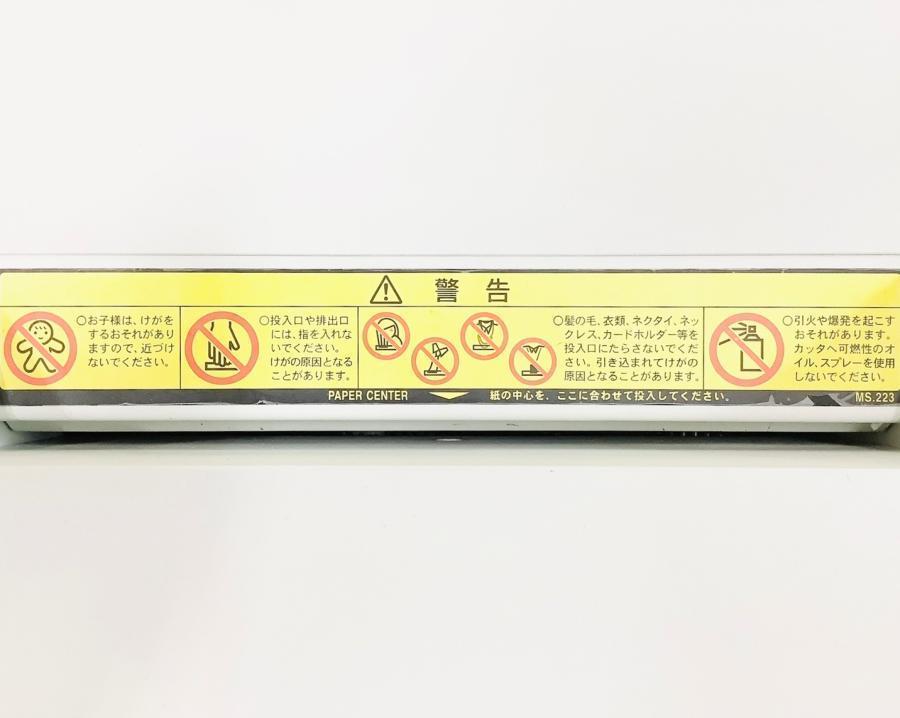 警告
○お子様は、けがを
するおそれがあり
ますので、近づけ
ないでください。
○投入口や排出口
には、指を入れな
いでください。
けがの原因となる
ことがあります。
○髪の毛、衣類、ネクタイ、ネッ
クレス、カードホルダー等を
投入口にたらさないでくだ
さい。引き込まれてけがの
原因となることがあります。
○引火や爆発を起こす
おそれがあります。
カッタへ可燃性のオ
イル、スプレーを使用
しないでください。
PAPER CENTER 紙の中心を、ここに合わせて投入してください。 MS.223